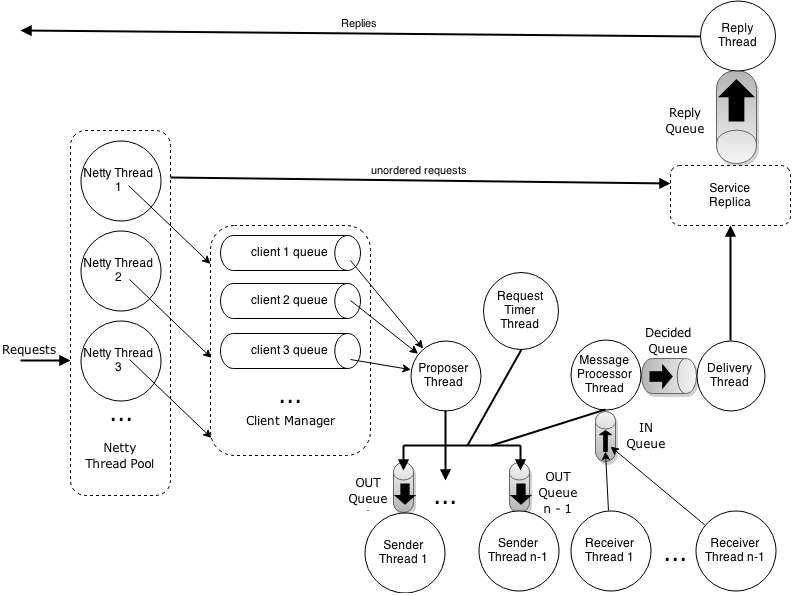 Replies
Reply
Thread
Reply
Queue
Netty Thread
1
unordered requests
Service
Replica
Netty Thread
2
client 1 queue
client 2 queue
client 3 queue
...
Client Manager
Requests
Netty Thread
3
...
Netty
Thread Pool
Request
Timer
Thread
Proposer
Thread
Message
Processor
Thread
Decided
Queue
Delivery
Thread
IN
Queue
OUT
Queue
...
OUT
Queue
n - 1
Sender
Thread 1
Sender
Thread n-1
Receiver
Thread 1
...
Receiver
Thread n-1